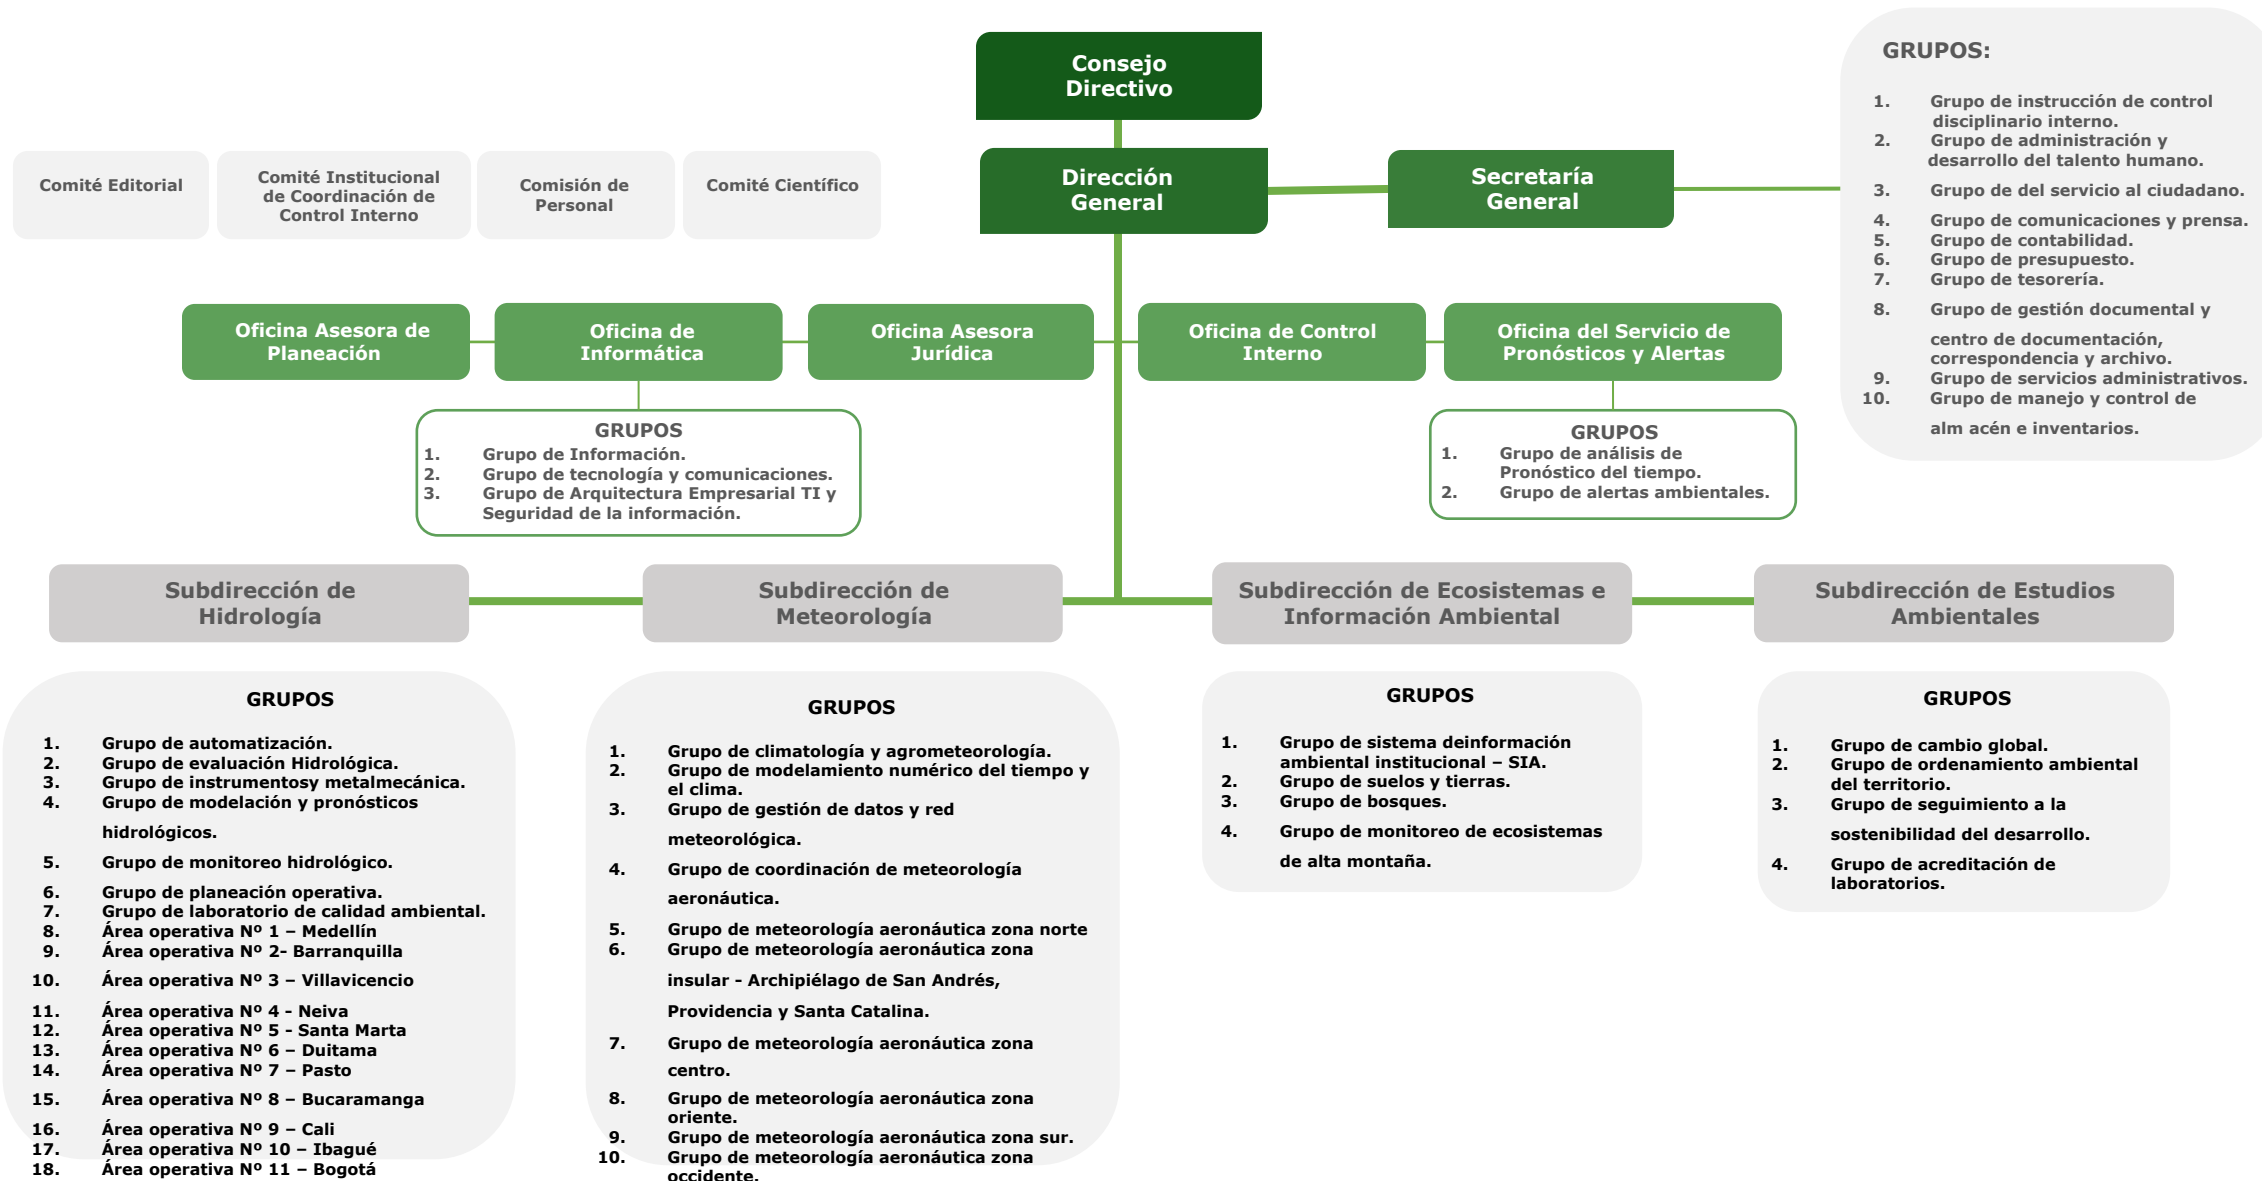 Consejo
Directivo
Dirección
General
Secretaría
General
Comité Editorial
Comité Institucional
de Coordinación de
Control Interno
Comisión de
Personal
Comité Científico
GRUPOS:
1. Grupo de instrucción de control
disciplinario interno.
2. Grupo de administración y
desarrollo del talento humano.
3. Grupo de del servicio al ciudadano.
4. Grupo de comunicaciones y prensa.
5. Grupo de contabilidad.
6. Grupo de presupuesto.
7. Grupo de tesorería.
8. Grupo de gestión documental y
centro de documentación,
correspondencia y archivo.
9. Grupo de servicios administrativos.
10. Grupo de manejo y control de
alm acén e inventarios.
Oficina Asesora de
Planeación
Oficina de
Informática
Oficina Asesora
Jurídica
Oficina de Control
Interno
Oficina del Servicio de
Pronósticos y Alertas
GRUPOS
1. Grupo de Información.
2. Grupo de tecnología y comunicaciones.
3. Grupo de Arquitectura Empresarial TI y
Seguridad de la información.
GRUPOS
1. Grupo de análisis de
Pronóstico del tiempo.
2. Grupo de alertas ambientales.
Subdirección de
Hidrología
Subdirección de
Meteorología
Subdirección de Ecosistemas e
Información Ambiental
Subdirección de Estudios
Ambientales
GRUPOS
1. Grupo de automatización.
2. Grupo de evaluación Hidrológica.
3. Grupo de instrumentosy metalmecánica.
4. Grupo de modelación y pronósticos
hidrológicos.
5. Grupo de monitoreo hidrológico.
6. Grupo de planeación operativa.
7. Grupo de laboratorio de calidad ambiental.
8. Área operativa Nº 1 – Medellín
9. Área operativa Nº 2- Barranquilla
10. Área operativa Nº 3 – Villavicencio
11. Área operativa Nº 4 - Neiva
12. Área operativa Nº 5 - Santa Marta
13. Área operativa Nº 6 – Duitama
14. Área operativa Nº 7 – Pasto
15. Área operativa Nº 8 – Bucaramanga
16. Área operativa Nº 9 – Cali
17. Área operativa Nº 10 – Ibagué
18. Área operativa Nº 11 – Bogotá
GRUPOS
1. Grupo de climatología y agrometeorología.
2. Grupo de modelamiento numérico del tiempo y
el clima.
3. Grupo de gestión de datos y red
meteorológica.
4. Grupo de coordinación de meteorología
aeronáutica.
5. Grupo de meteorología aeronáutica zona norte
6. Grupo de meteorología aeronáutica zona
insular - Archipiélago de San Andrés,
Providencia y Santa Catalina.
7. Grupo de meteorología aeronáutica zona
centro.
8. Grupo de meteorología aeronáutica zona
oriente.
9. Grupo de meteorología aeronáutica zona sur.
10. Grupo de meteorología aeronáutica zona
occidente.
GRUPOS
1. Grupo de sistema deinformación
ambiental institucional – SIA.
2. Grupo de suelos y tierras.
3. Grupo de bosques.
4. Grupo de monitoreo de ecosistemas
de alta montaña.
GRUPOS
1. Grupo de cambio global.
2. Grupo de ordenamiento ambiental
del territorio.
3. Grupo de seguimiento a la
sostenibilidad del desarrollo.
4. Grupo de acreditación de
laboratorios.